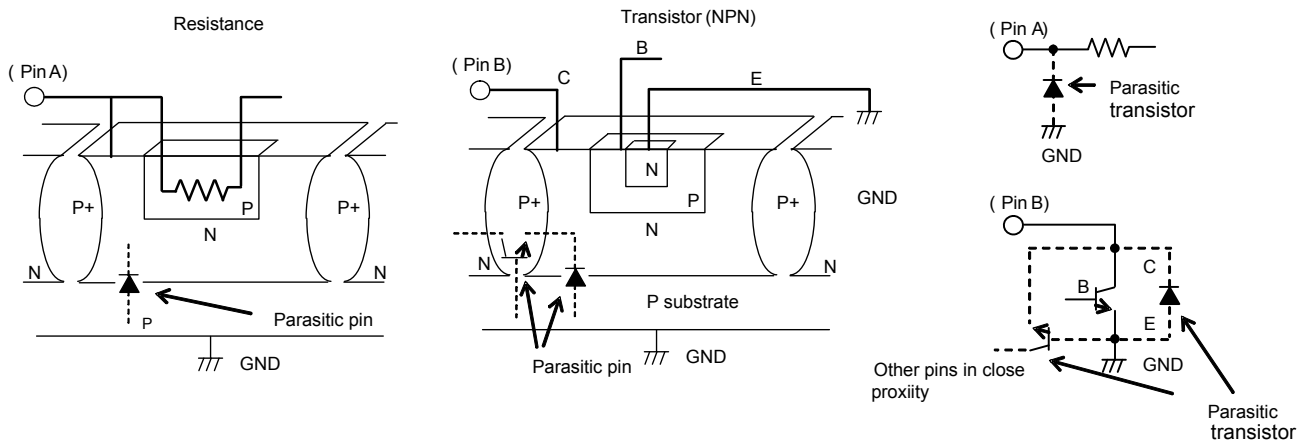 Resistance
( Pin A)
P+
P+
P
N
N
N
P
Parasitic pin
GND
Transistor (NPN)
( Pin B)
C
B
E
P+
N
P
P+
N
N
N
GND
P substrate
Parasitic pin
GND
( Pin A)
Parasitic
transistor
GND
( Pin B)
C
B
E
GND
Other pins in close
proxiity
Parasitic
transistor